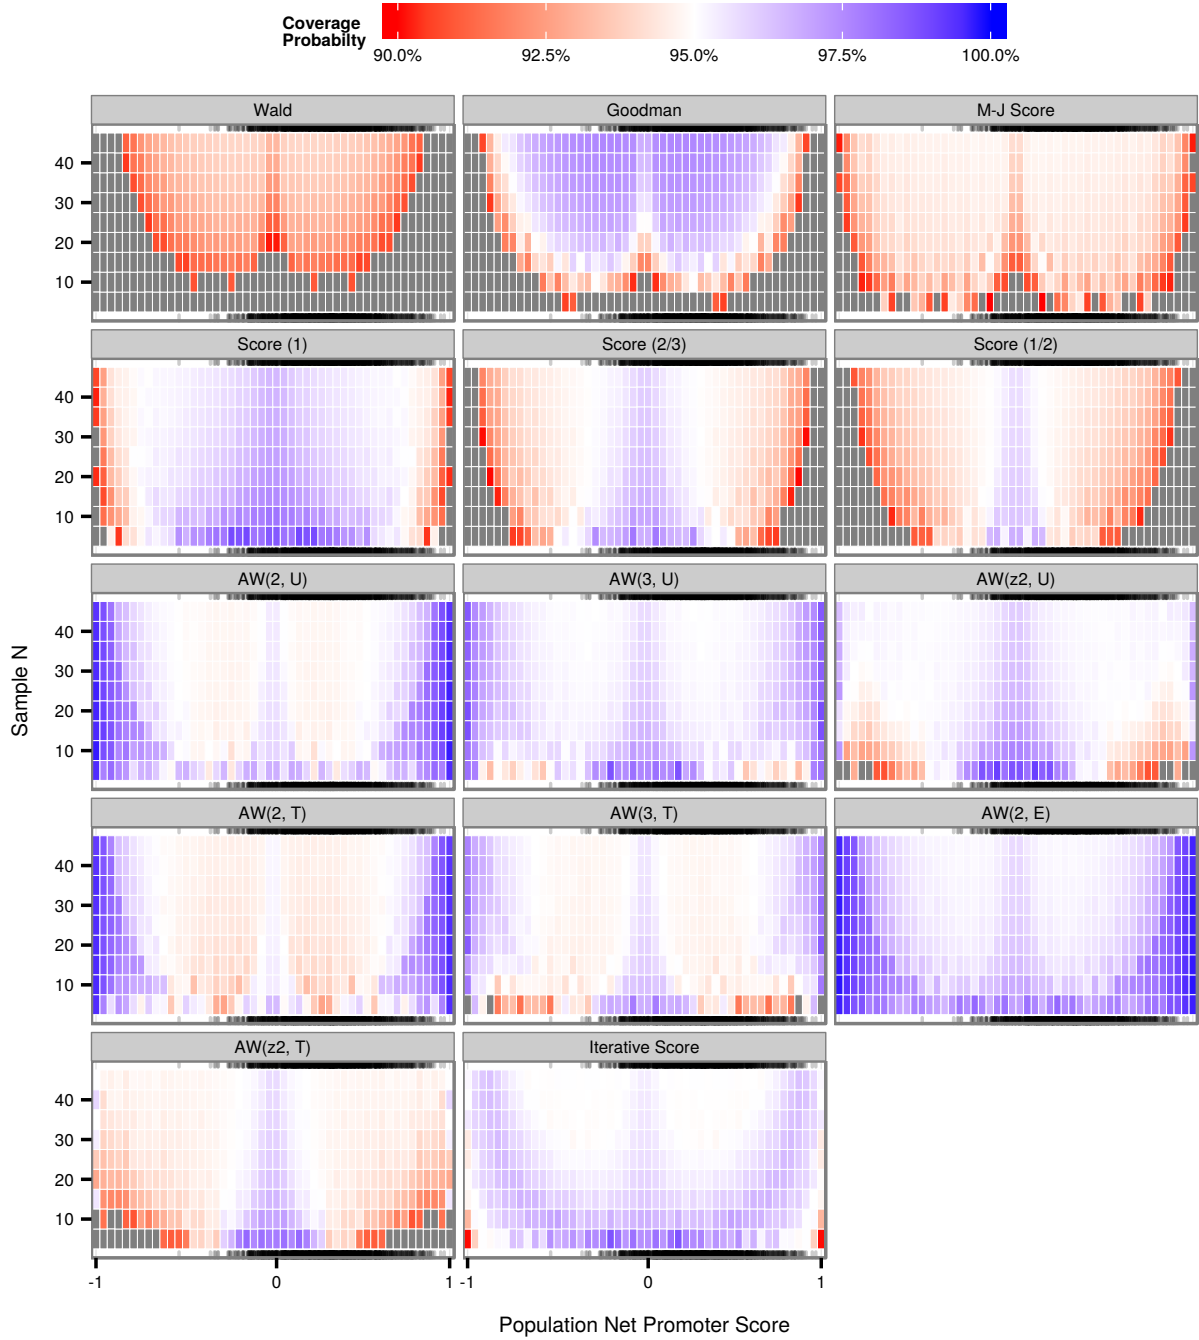 Coverage
Probabilty
90.0% 92.5% 95.0% 97.5% 100.0%
Wald Goodman M-J Score
40
30
20
10
Score (1) Score (2/3) Score (1/2)
40
30
20
10
AW(2, U) AW(3, U) AW(z2, U)
40
30
20
10
AW(2, T) AW(3, T) AW(2, E)
40
30
20
10
AW(z2, T) Iterative Score
40
30
20
10
-1 0 1 -1 0 1
Sample N
Population Net Promoter Score